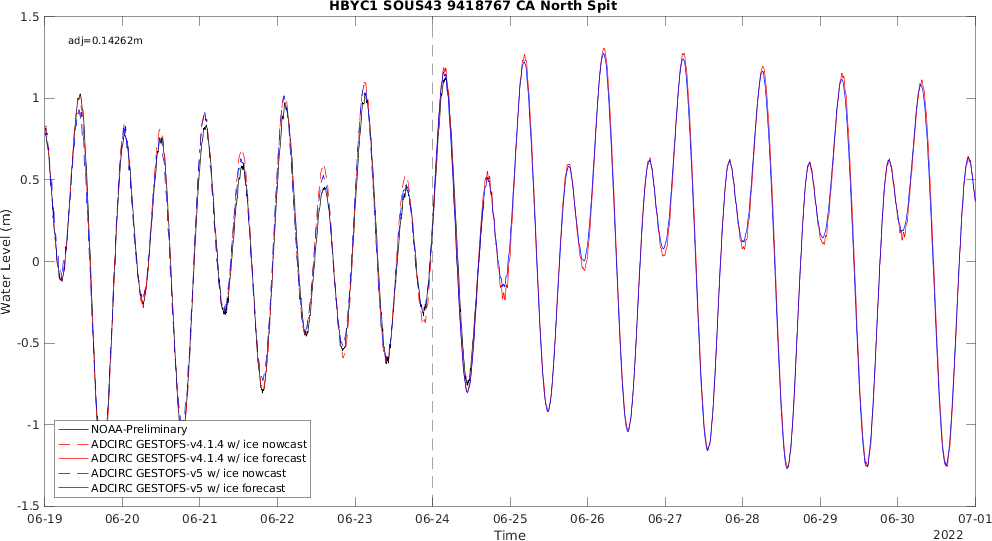 HBYC1 SOUS43 9418767 CA North Spit
adj=0.14262m
1.5
1
0.5
0
-0.5
-1
-1.5
Water Level (m)
NOAA-Preliminary
ADCIRC GESTOFS-v4.1.4 w/ ice nowcast
ADCIRC GESTOFS-v4.1.4 w/ ice forecast
ADCIRC GESTOFS-v5 w/ ice nowcast
ADCIRC GESTOFS-v5 w/ ice forecast
06-19 06-20 06-21 06-22 06-23 06-24 06-25 06-26 06-27 06-28 06-29 06-30 07-01
Time
2022